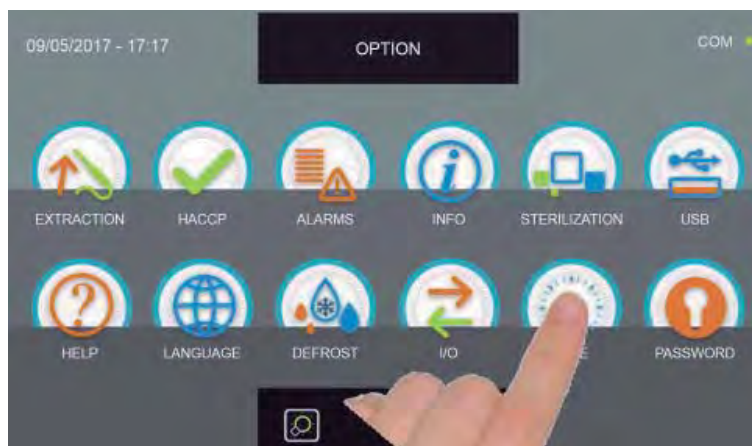 09/05/2017 - 17:17
OPTION
COM
EXTRACTION
HACCP
ALARMS
INFO
STERILIZATION
USB
HELP
LANGUAGE
DEFROST
I/O
PASSWORD